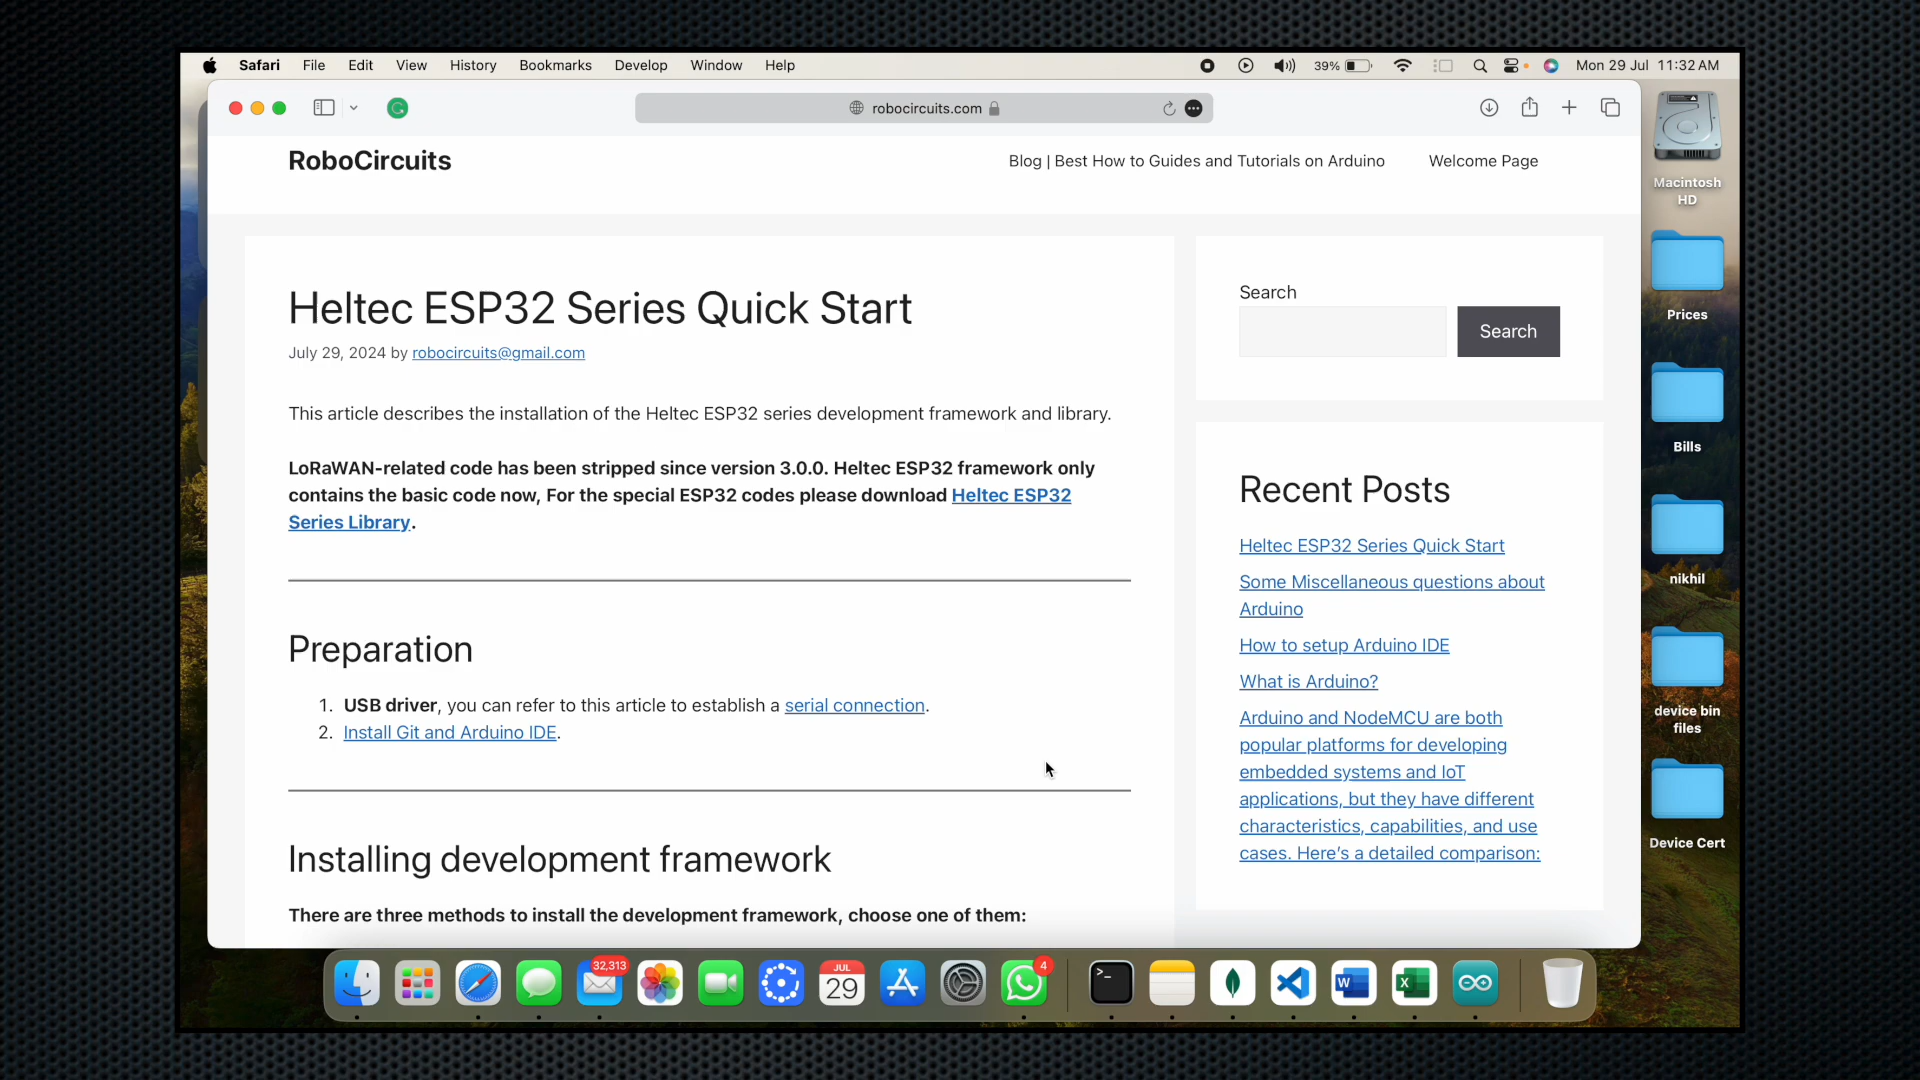 Safari File Edit View History Bookmarks Develop Window Help
39%
Mon 29 Jul 11:32 AM
robocircuits.com
RoboCircuits
Blog | Best How to Guides and Tutorials on Arduino
Welcome Page
Heltec ESP32 Series Quick Start
July 29, 2024 by robocircuits@gmail.com
This article describes the installation of the Heltec ESP32 series development framework and library.
LoRaWAN-related code has been stripped since version 3.0.0. Heltec ESP32 framework only
contains the basic code now, For the special ESP32 codes please download Heltec ESP32
Series Library.
Preparation
1. USB driver, you can refer to this article to establish a serial connection.
2. Install Git and Arduino IDE.
Installing development framework
There are three methods to install the development framework, choose one of them:
Search
Search
Recent Posts
Heltec ESP32 Series Quick Start
Some Miscellaneous questions about
Arduino
How to setup Arduino IDE
What is Arduino?
Arduino and NodeMCU are both
popular platforms for developing
embedded systems and IoT
applications, but they have different
characteristics, capabilities, and use
cases. Here's a detailed comparison:
Macintosh
HD
Prices
Bills
nikhil
device bin
files
Device Cert
32,313
JUL
29
4
>_
W
X